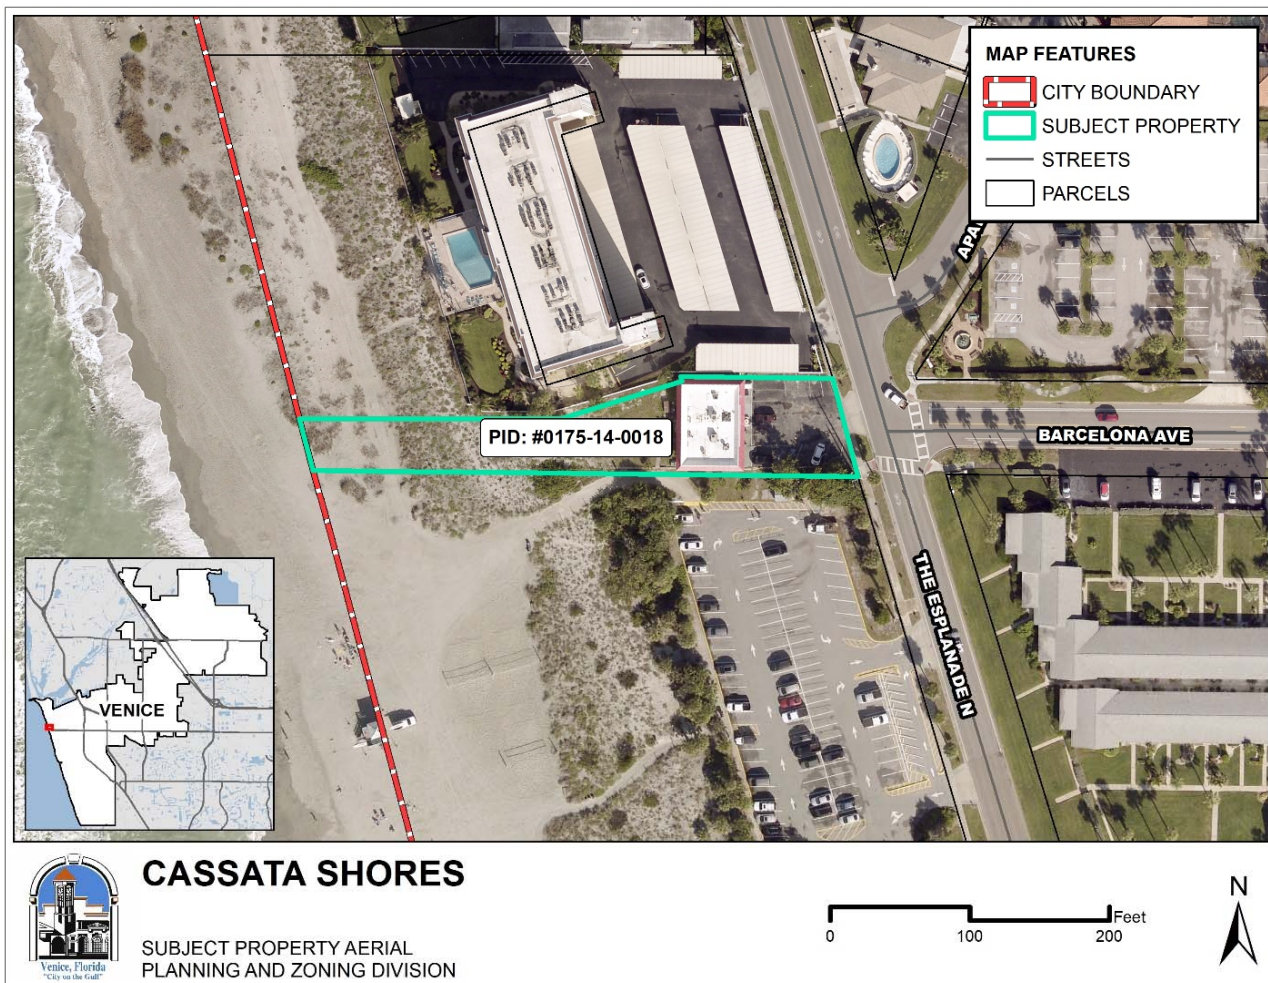 MAP FEATURES
CITY BOUNDARY
SUBJECT PROPERTY
STREETS
PARCELS
APA
PID: #0175-14-0018
BARCELONA AVE
THE ESPLANADE N
VENICE
CASSATA SHORES
SUBJECT PROPERTY AERIAL
PLANNING AND ZONING DIVISION
Venice, Florida
"City on the Gulf"
Feet
0 100 200
N